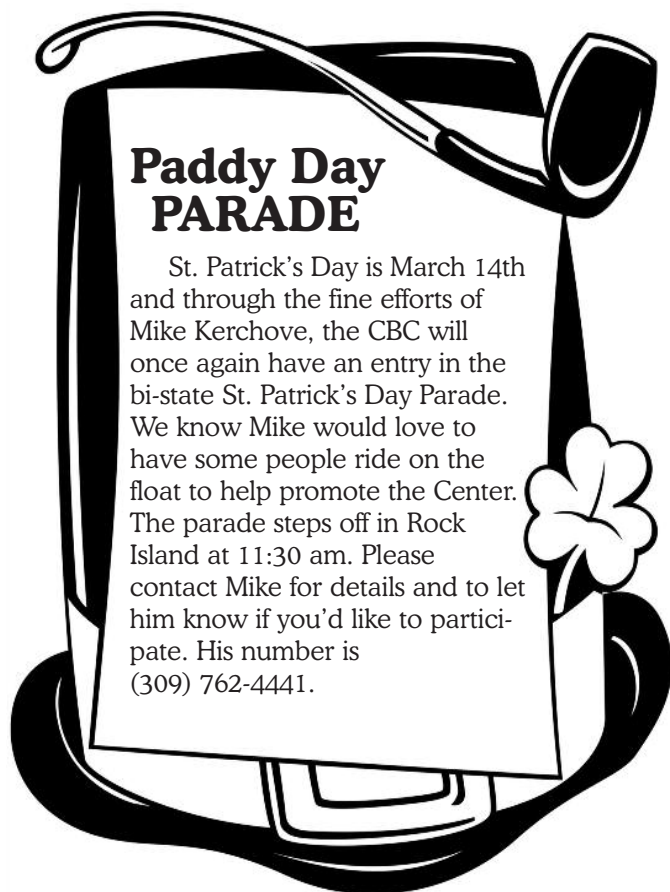 Paddy Day
PARADE
St. Patrick’s Day is March 14th
and through the fine efforts of
Mike Kerchove, the CBC will
once again have an entry in the
bi-state St. Patrick’s Day Parade.
We know Mike would love to
have some people ride on the
float to help promote the Center.
The parade steps off in Rock
Island at 11:30 am. Please
contact Mike for details and to let
him know if you’d like to partici-
pate. His number is
(309) 762-4441.